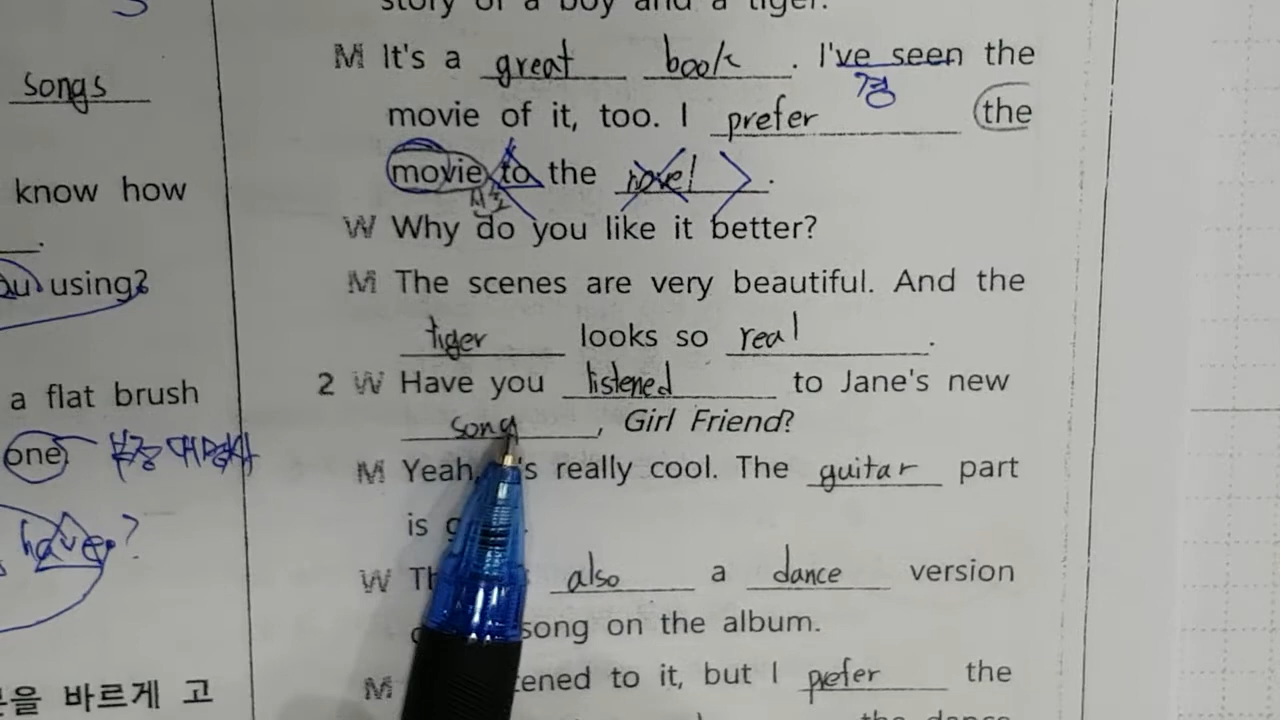 songs
know how
using?
a flat brush
one 부정대명사
have?
을 바르게 고
story of a boy and a tiger.
M It's a great book. I've seen the
경
movie of it, too. I prefer the
movie to the novel.
W Why do you like it better?
M The scenes are very beautiful. And the
tiger looks so real.
2 W Have you listened to Jane's new
song, Girl Friend?
M Yeah, 's really cool. The guitar part
is
W also a dance version
song on the album.
M to it, but I prefer the
the dance